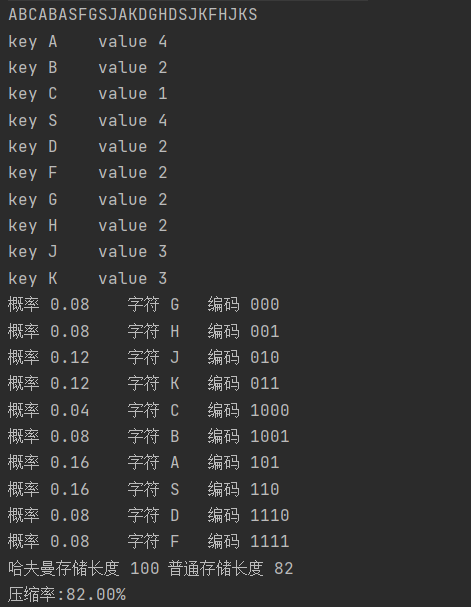 ABCABASFGSJAKDGHDSJKFHJKS
key A value 4
key B value 2
key C value 1
key S value 4
key D value 2
key F value 2
key G value 2
key H value 2
key J value 3
key K value 3
概率 0.08 字符 G 编码 000
概率 0.08 字符 H 编码 001
概率 0.12 字符 J 编码 010
概率 0.12 字符 K 编码 011
概率 0.04 字符 C 编码 1000
概率 0.08 字符 B 编码 1001
概率 0.16 字符 A 编码 101
概率 0.16 字符 S 编码 110
概率 0.08 字符 D 编码 1110
概率 0.08 字符 F 编码 1111
哈夫曼存储长度 100 普通存储长度 82
压缩率:82.00%